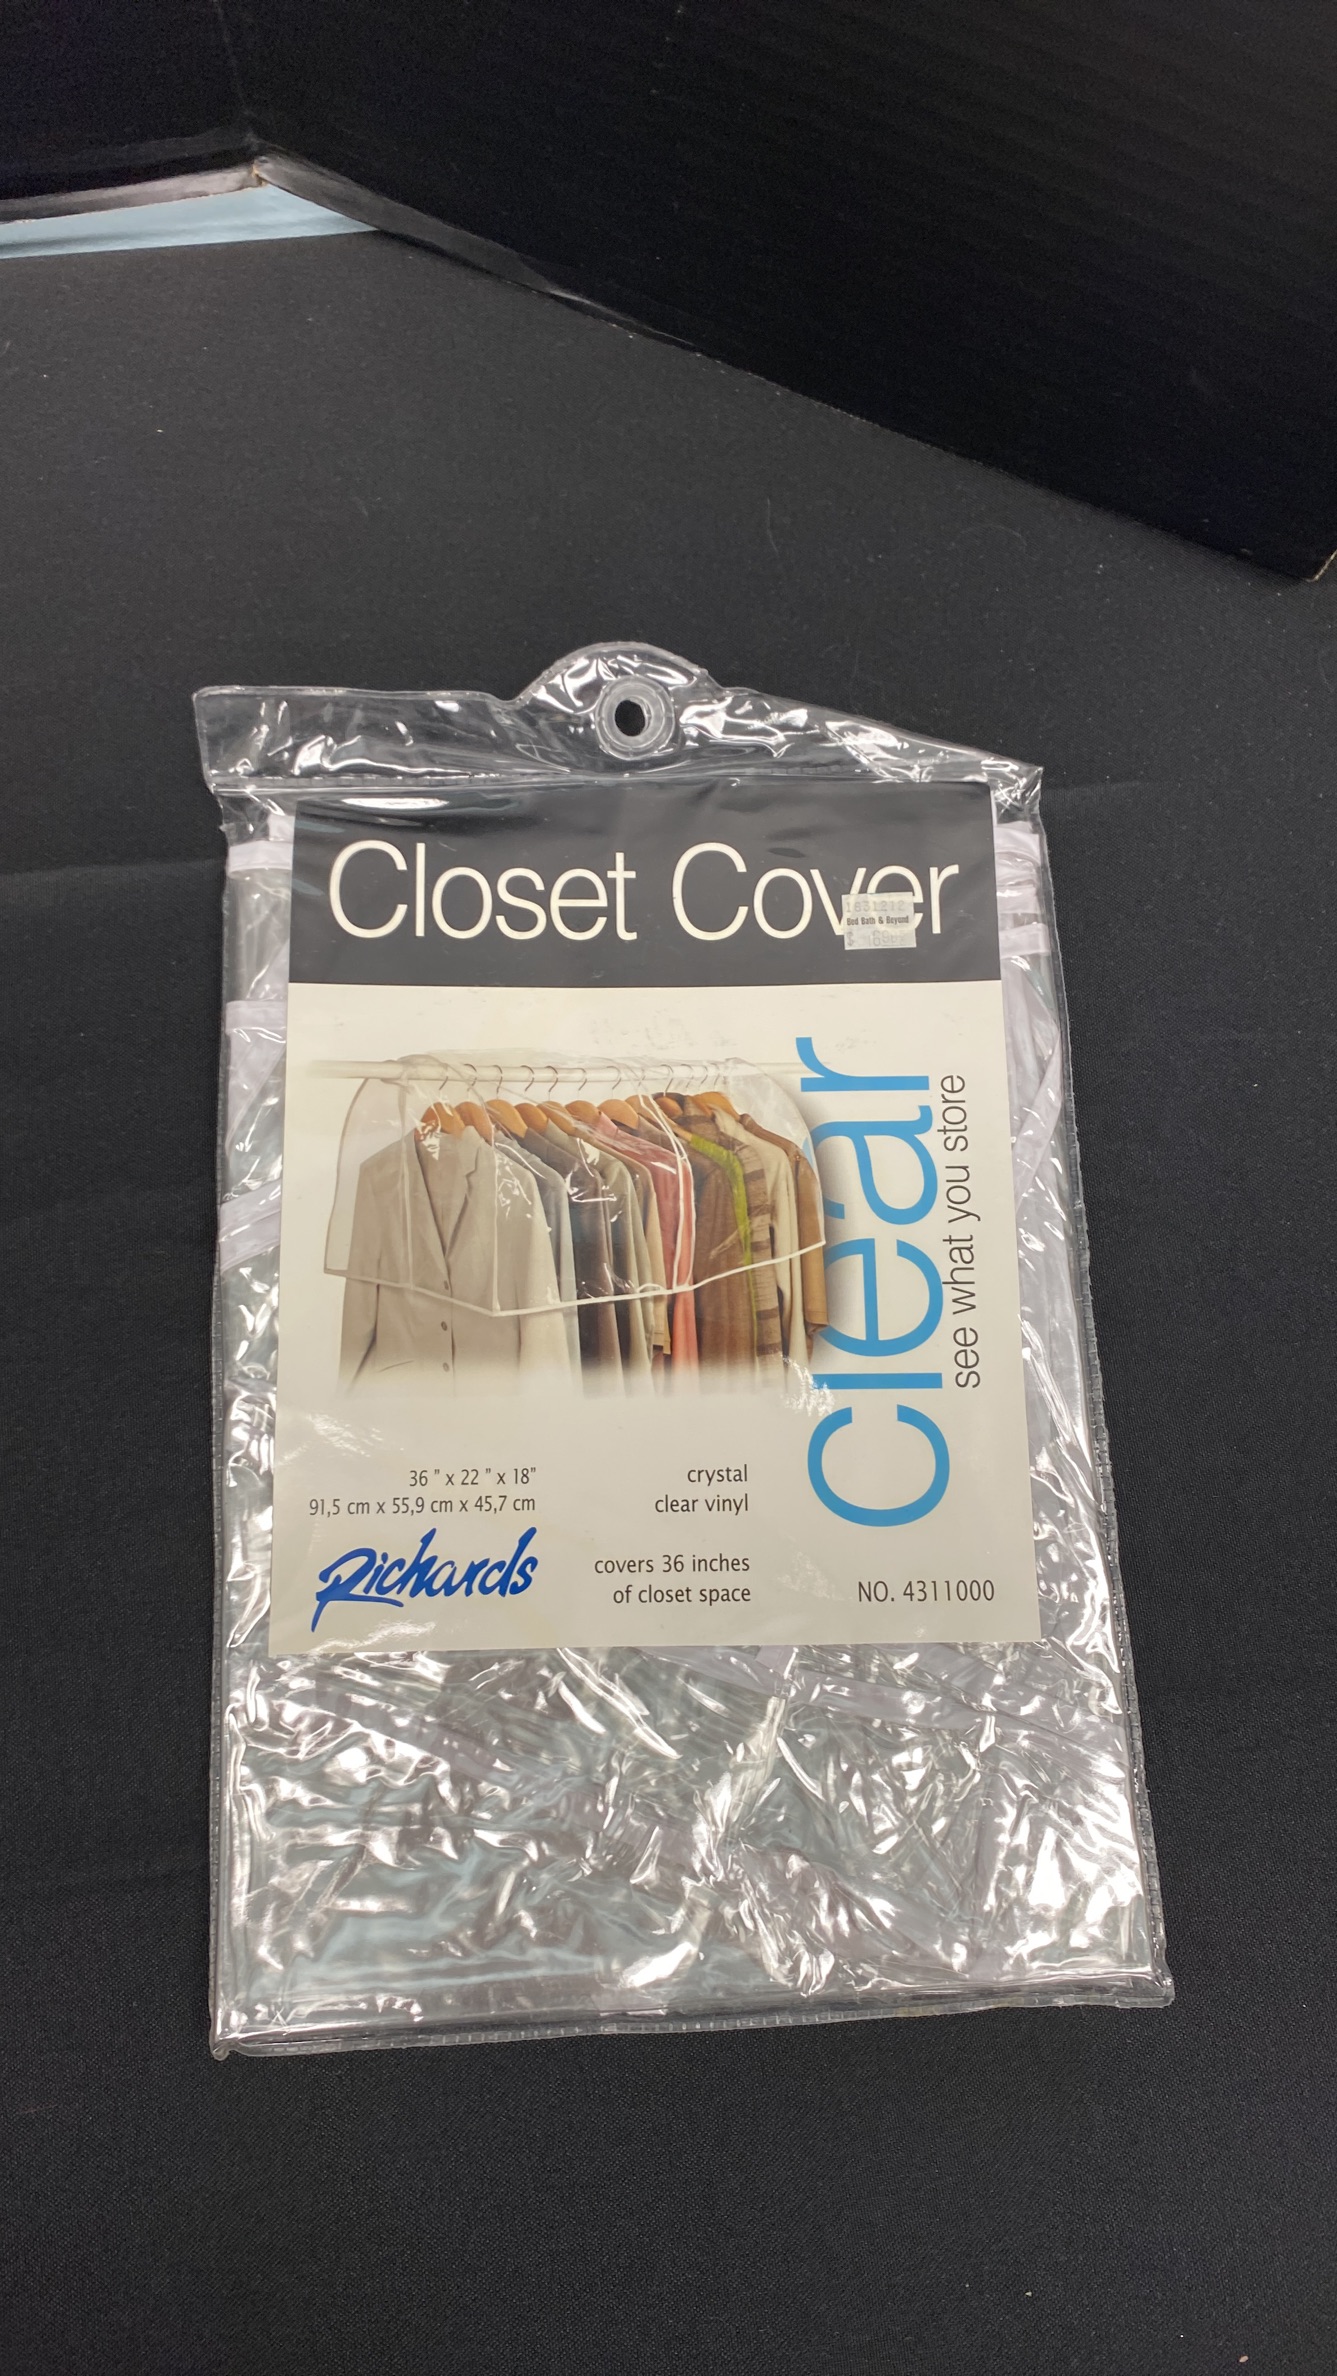 Closet Cover
1831212
Bed Bath & Beyond
clear
see what you store
36 " x 22 " x 18"
91,5 cm x 55,9 cm x 45,7 cm
Richards
crystal
clear vinyl
covers 36 inches
of closet space
NO. 4311000